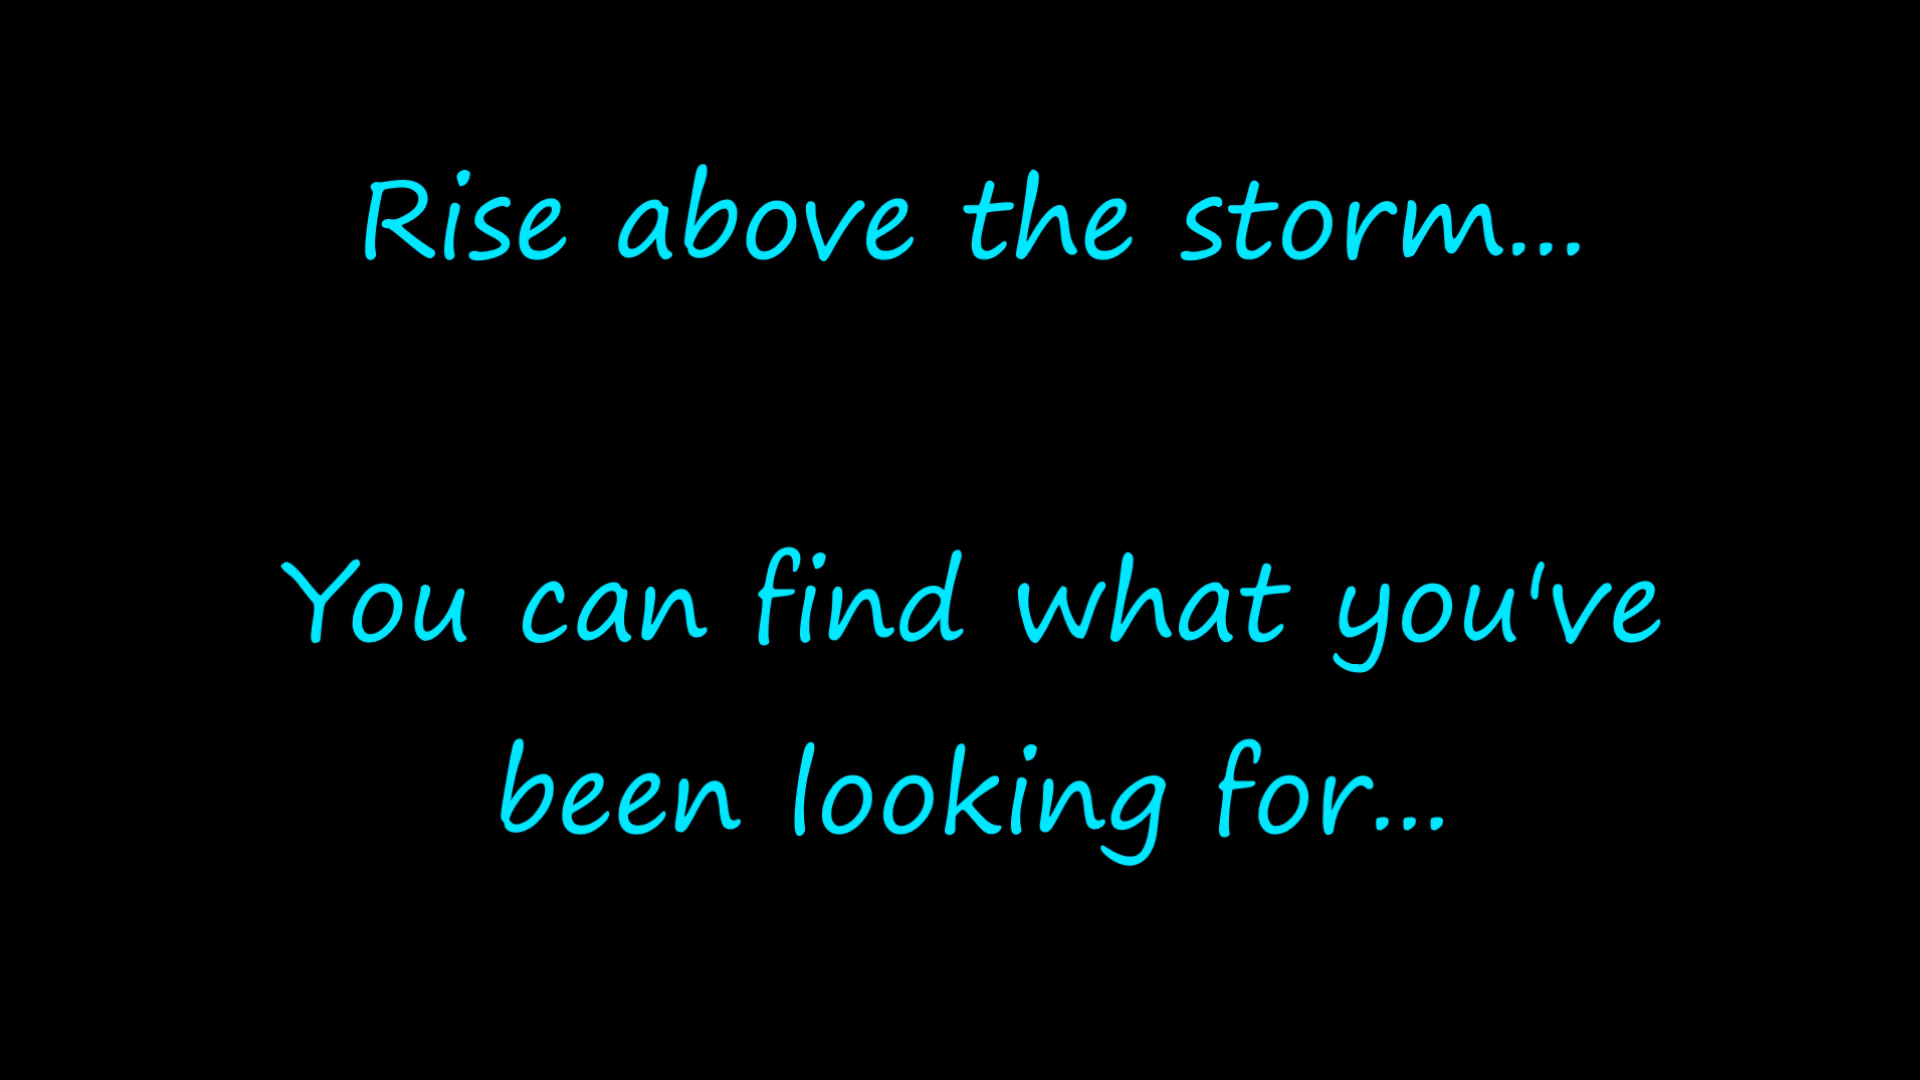 Rise above the storm...
You can find what you've
been looking for...